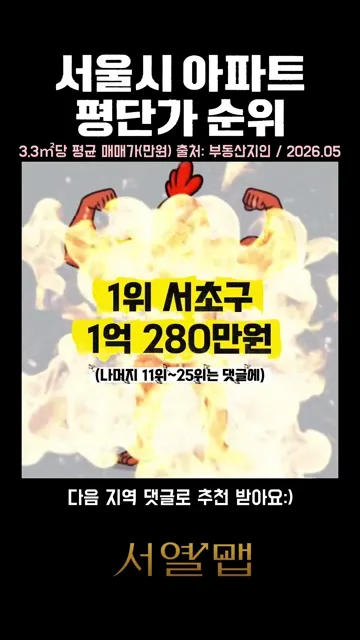 서울시 아파트
평단가 순위
3.3㎡당 평균 매매가(만원) 출처: 부동산지인 / 2026.05
1위 서초구
1억 280만원
(나머지 11위~25위는 댓글에)
다음 지역 댓글로 추천 받아요:)
서열맵